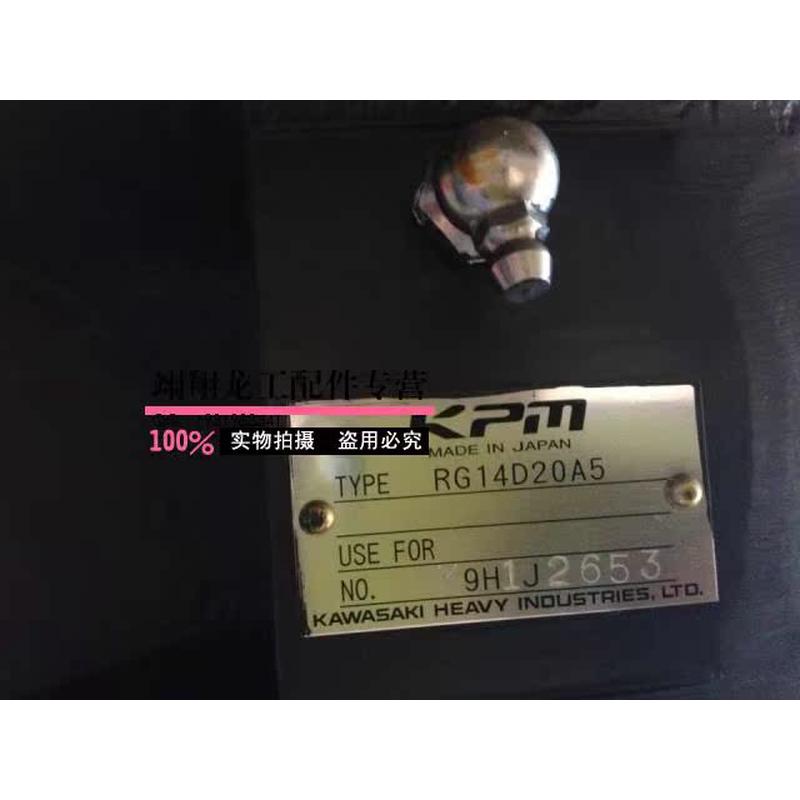 翊翔龙工配件专营
100% 实物拍摄 盗用必究
KPM
MADE IN JAPAN
TYPE RG14D20A5
USE FOR
NO. 9H1J2653
KAWASAKI HEAVY INDUSTRIES, LTD.